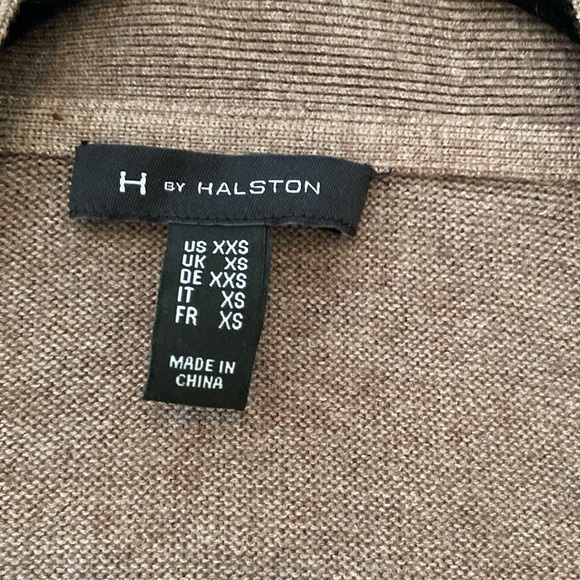 H BY HALSTON
US XXS
UK XS
DE XXS
IT XS
FR XS
MADE IN
CHINA